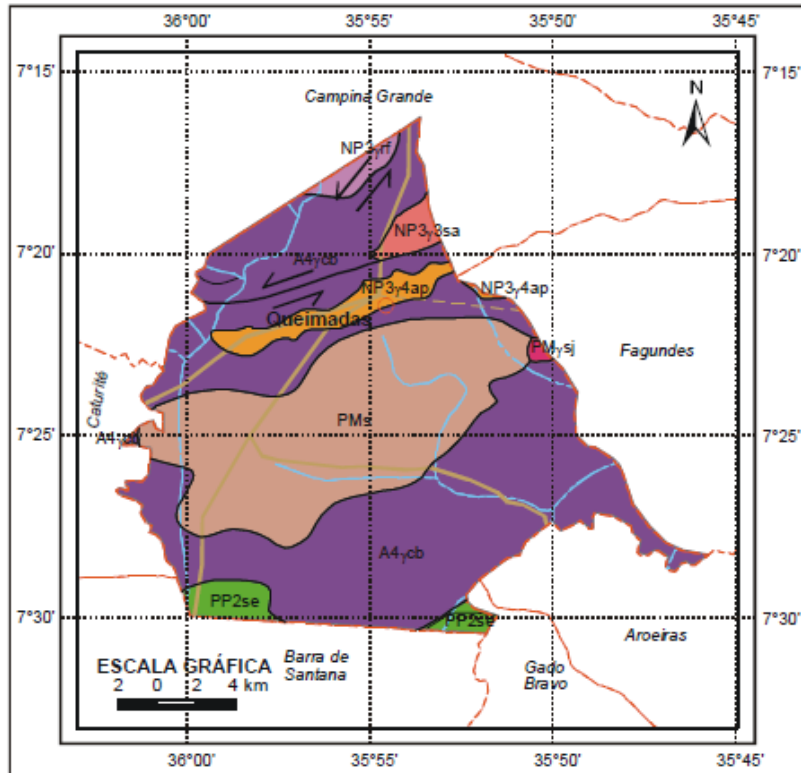 36°00' 35°55' 35°50' 35°45'
7°15' 7°15'
Campina Grande
N
NP3γrf
NP3γ3sa
7°20' 7°20'
A4γcb
NP3γ4ap NP3γ4ap
Queimadas
PMγsj
Fagundes
Caturité
PMs
7°25' 7°25'
A4γcb
A4γcb
PP2se
7°30' 7°30'
PP2se
Aroeiras
ESCALA GRÁFICA
2 0 2 4 km
Barra de
Santana
Gado
Bravo
36°00' 35°55' 35°50' 35°45'